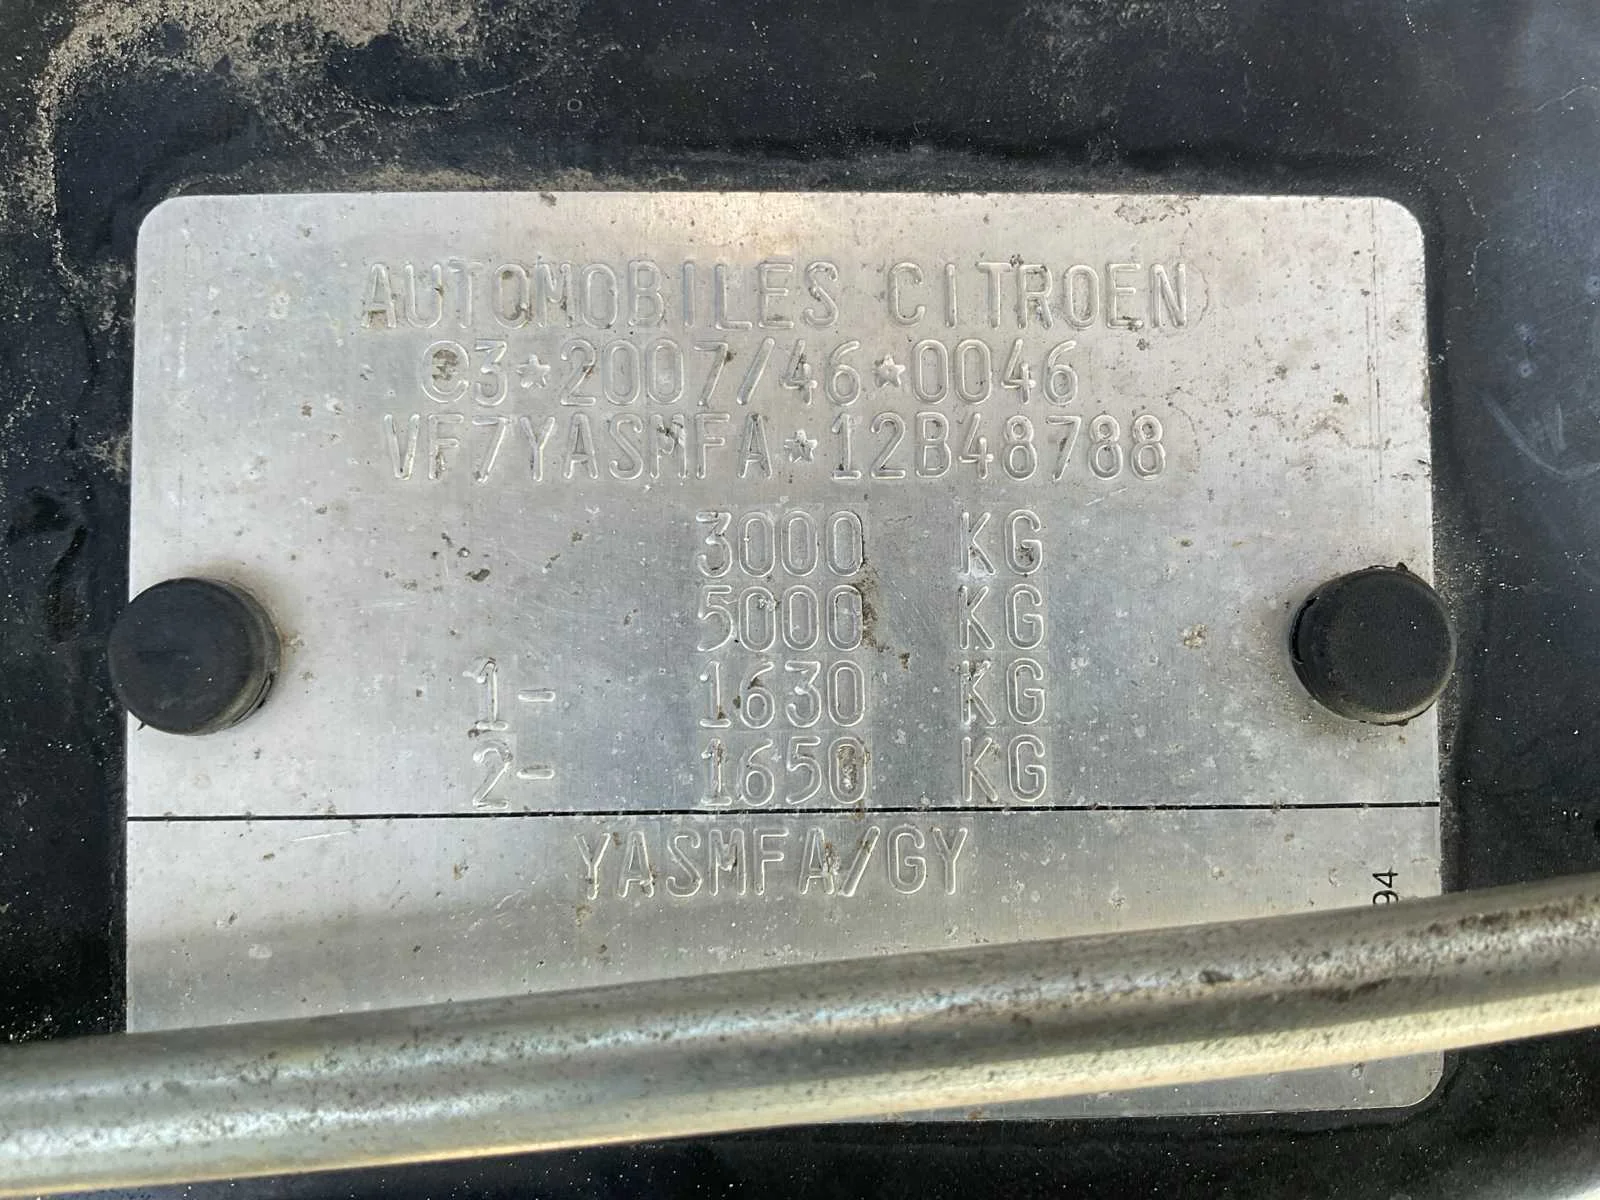 AUTOMOBILES CITROEN
e3*2007/46*0046
VF7YASMFA*12B48788
3000 KG
5000 KG
1- 1630 KG
2- 1650 KG
YASMFA/GY
94